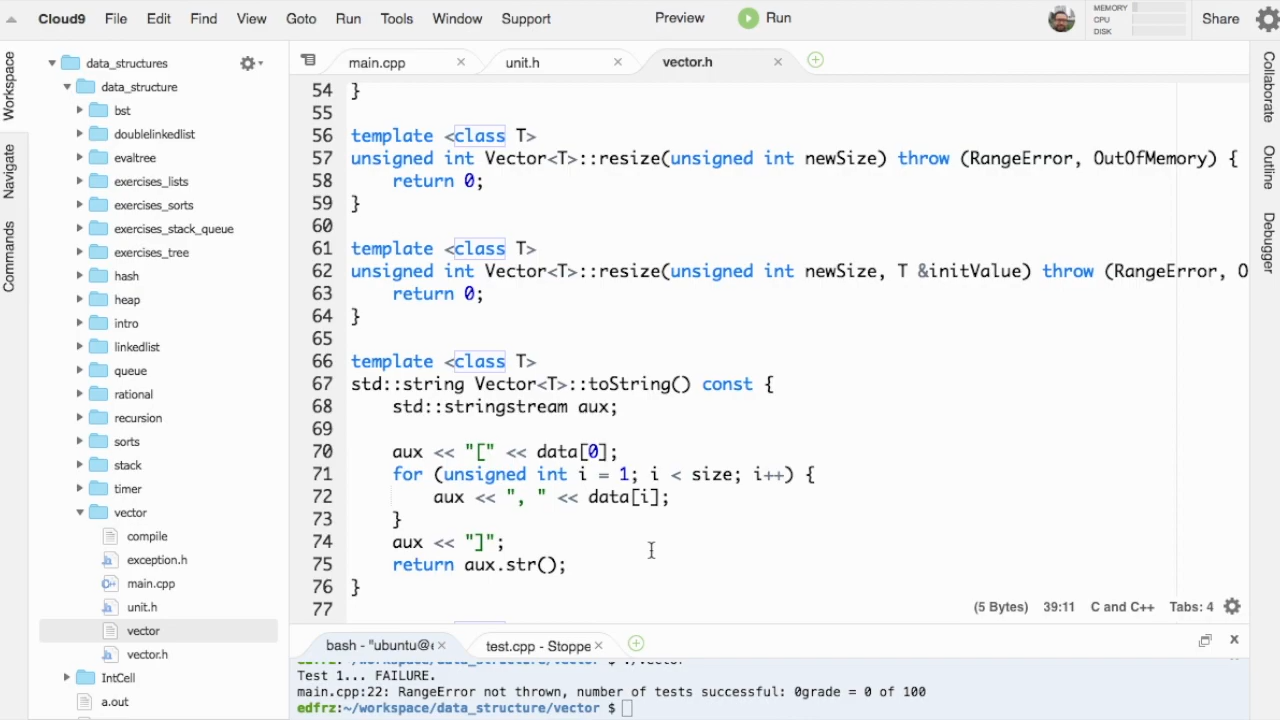 Cloud9 File Edit Find View Goto Run Tools Window Support Preview Run MEMORY CPU DISK Share
Workspace
Navigate
Commands
data_structures
data_structure
bst
doublelinkedlist
evaltree
exercises_lists
exercises_sorts
exercises_stack_queue
exercises_tree
hash
heap
intro
linkedlist
queue
rational
recursion
sorts
stack
timer
vector
compile
exception.h
main.cpp
unit.h
vector
vector.h
IntCell
a.out
main.cpp unit.h vector.h
54 }
55
56 template <class T>
57 unsigned int Vector<T>::resize(unsigned int newSize) throw (RangeError, OutOfMemory) {
58 return 0;
59 }
60
61 template <class T>
62 unsigned int Vector<T>::resize(unsigned int newSize, T &initValue) throw (RangeError, O
63 return 0;
64 }
65
66 template <class T>
67 std::string Vector<T>::toString() const {
68 std::stringstream aux;
69
70 aux << "[" << data[0];
71 for (unsigned int i = 1; i < size; i++) {
72 aux << ", " << data[i];
73 }
74 aux << "]";
75 return aux.str();
76 }
77
(5 Bytes) 39:11 C and C++ Tabs: 4
Collaborate
Outline
Debugger
bash - "ubuntu@e test.cpp - Stoppe
edfrz:~/workspace/data_structure/vector $ ./vector
Test 1... FAILURE.
main.cpp:22: RangeError not thrown, number of tests successful: 0grade = 0 of 100
edfrz:~/workspace/data_structure/vector $